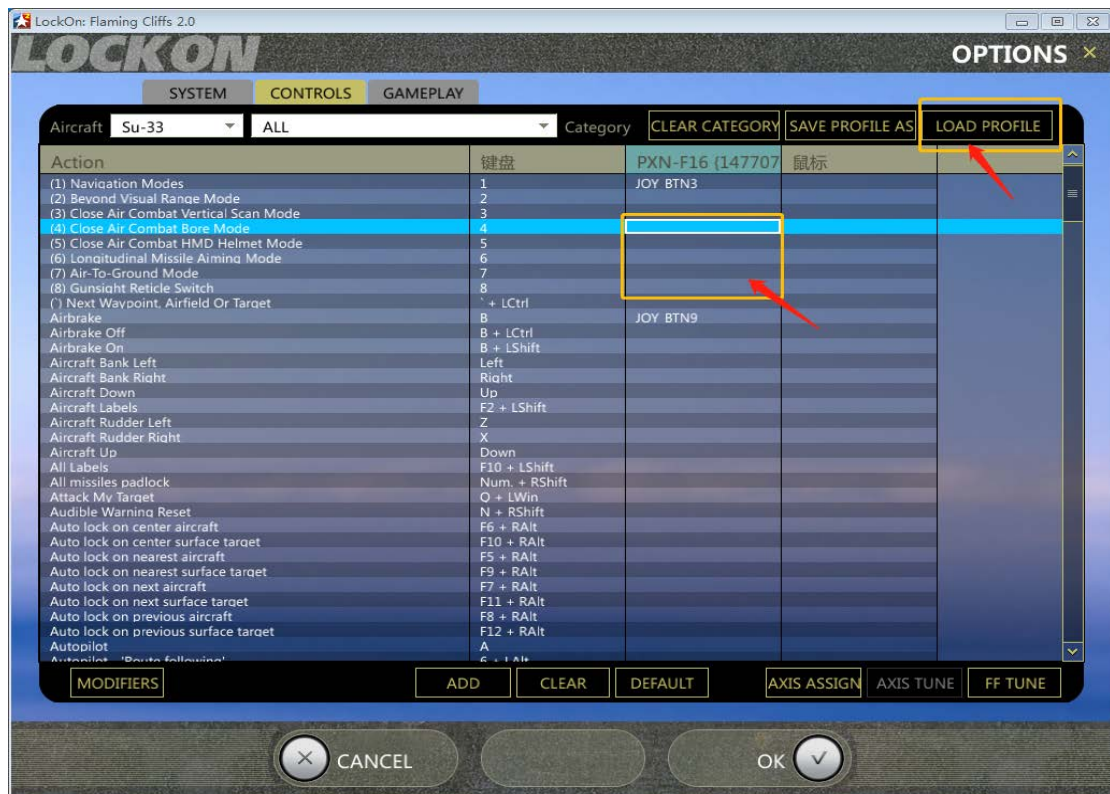 LockOn: Flaming Cliffs 2.0
LOCKON
OPTIONS
SYSTEM CONTROLS GAMEPLAY
Aircraft Su-33 ALL Category CLEAR CATEGORY SAVE PROFILE AS LOAD PROFILE
Action 键盘 PXN-F16 {147707 鼠标
(1) Navigation Modes 1 JOY BTN3
(2) Beyond Visual Range Mode 2
(3) Close Air Combat Vertical Scan Mode 3
(4) Close Air Combat Bore Mode 4
(5) Close Air Combat HMD Helmet Mode 5
(6) Longitudinal Missile Aiming Mode 6
(7) Air-To-Ground Mode 7
(8) Gunsight Reticle Switch 8
(`) Next Waypoint, Airfield Or Target ` + LCtrl
Airbrake B JOY BTN9
Airbrake Off B + LCtrl
Airbrake On B + LShift
Aircraft Bank Left Left
Aircraft Bank Right Right
Aircraft Down Up
Aircraft Labels F2 + LShift
Aircraft Rudder Left Z
Aircraft Rudder Right X
Aircraft Up Down
All Labels F10 + LShift
All missiles padlock Num. + RShift
Attack My Target Q + LWin
Audible Warning Reset N + RShift
Auto lock on center aircraft F6 + RAlt
Auto lock on center surface target F10 + RAlt
Auto lock on nearest aircraft F5 + RAlt
Auto lock on nearest surface target F9 + RAlt
Auto lock on next aircraft F7 + RAlt
Auto lock on next surface target F11 + RAlt
Auto lock on previous aircraft F8 + RAlt
Auto lock on previous surface target F12 + RAlt
Autopilot A
Autopilot - 'Route following' 6 + LAlt
MODIFIERS ADD CLEAR DEFAULT AXIS ASSIGN AXIS TUNE FF TUNE
CANCEL OK